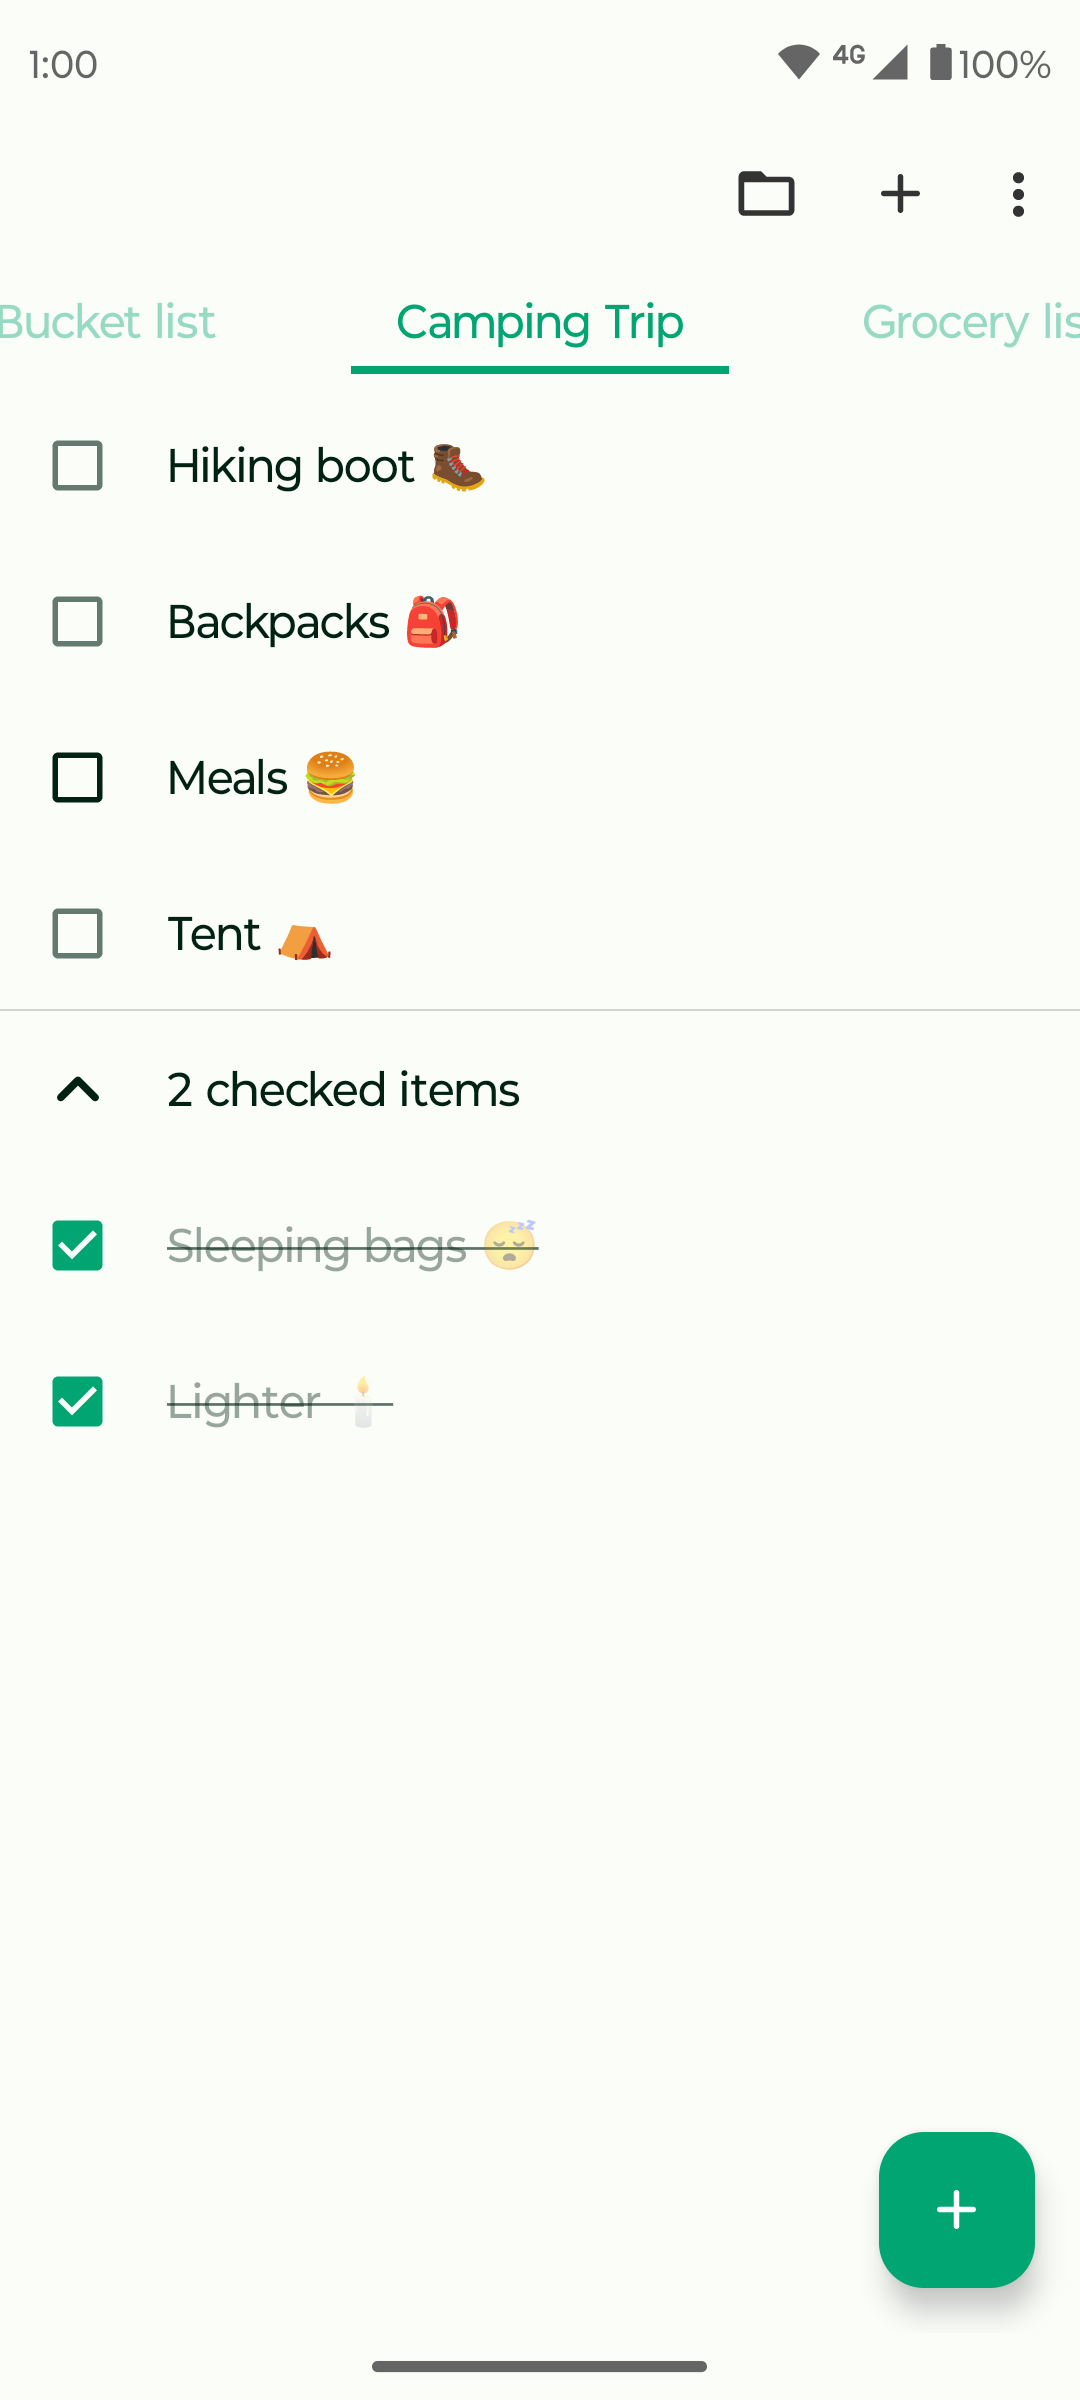 1:00 4G 100%
Bucket list Camping Trip Grocery lis
Hiking boot 🥾
Backpacks 🎒
Meals 🍔
Tent ⛺
2 checked items
Sleeping bags 😴
Lighter 🕯️